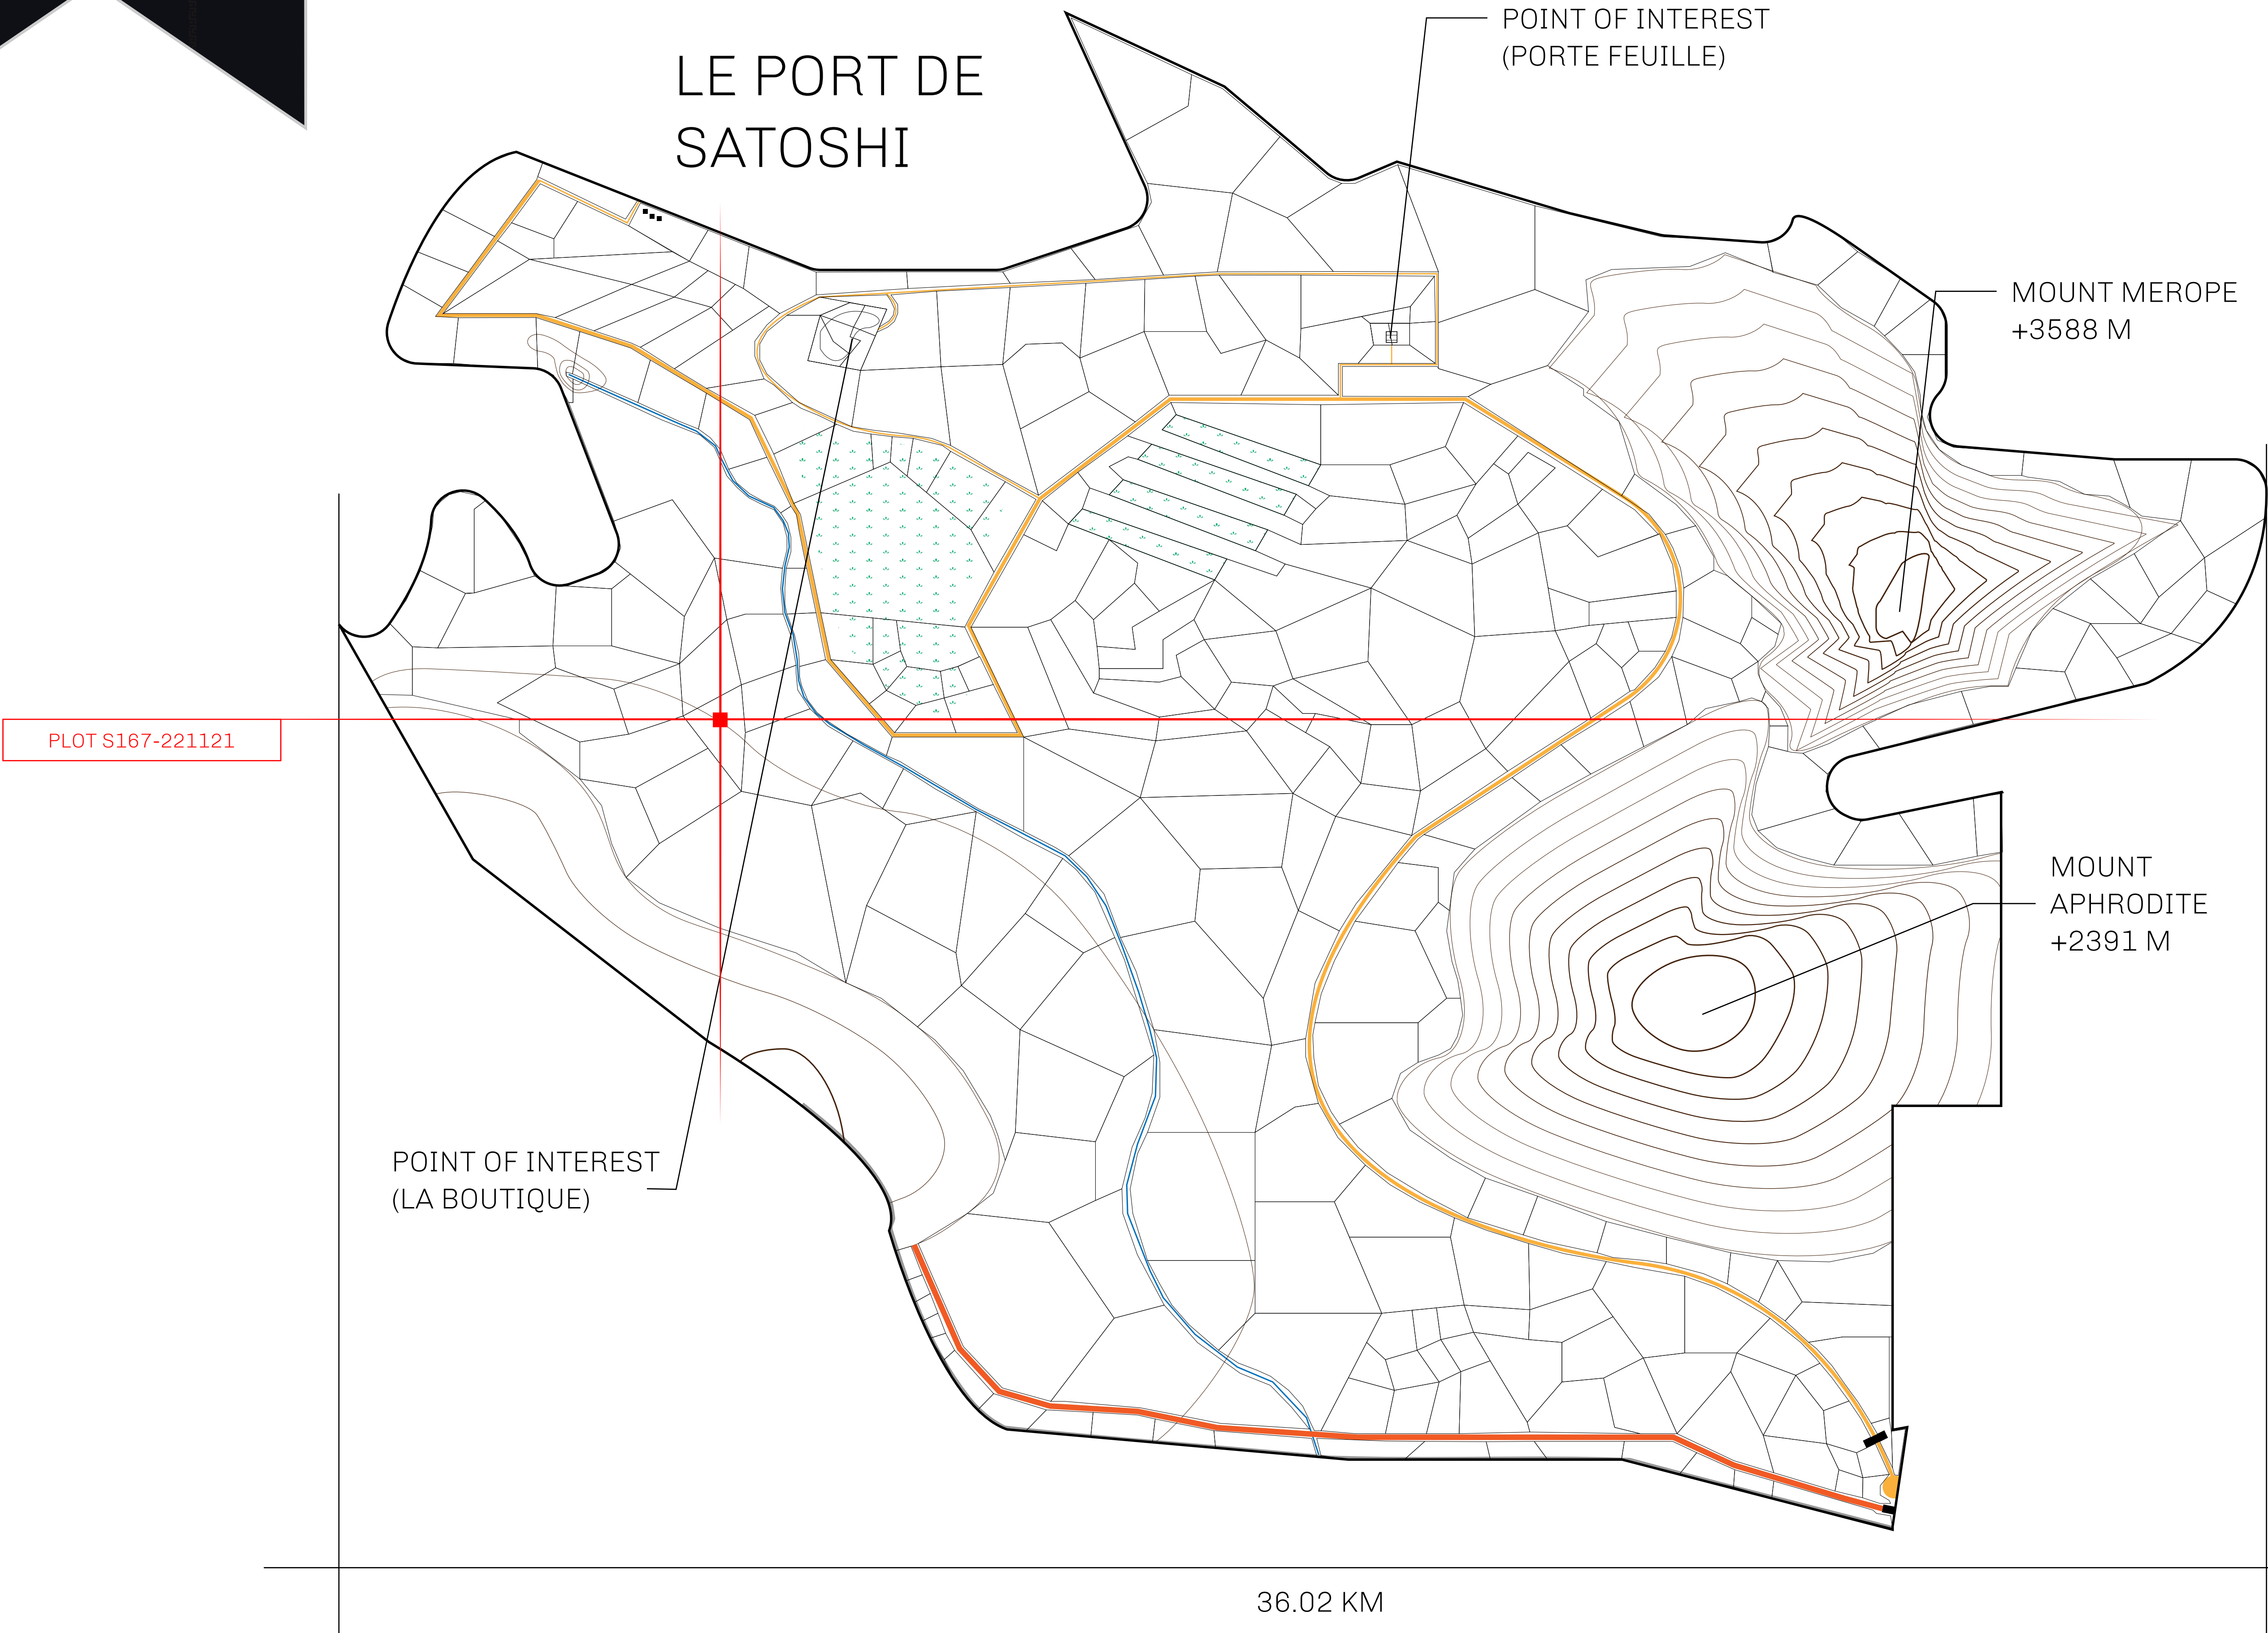 POINT OF INTEREST
(PORTE FEUILLE)
LE PORT DE
SATOSHI
MOUNT MEROPE
+3588 M
PLOT S167-221121
MOUNT
APHRODITE
+2391 M
POINT OF INTEREST
(LA BOUTIQUE)
36.02 KM